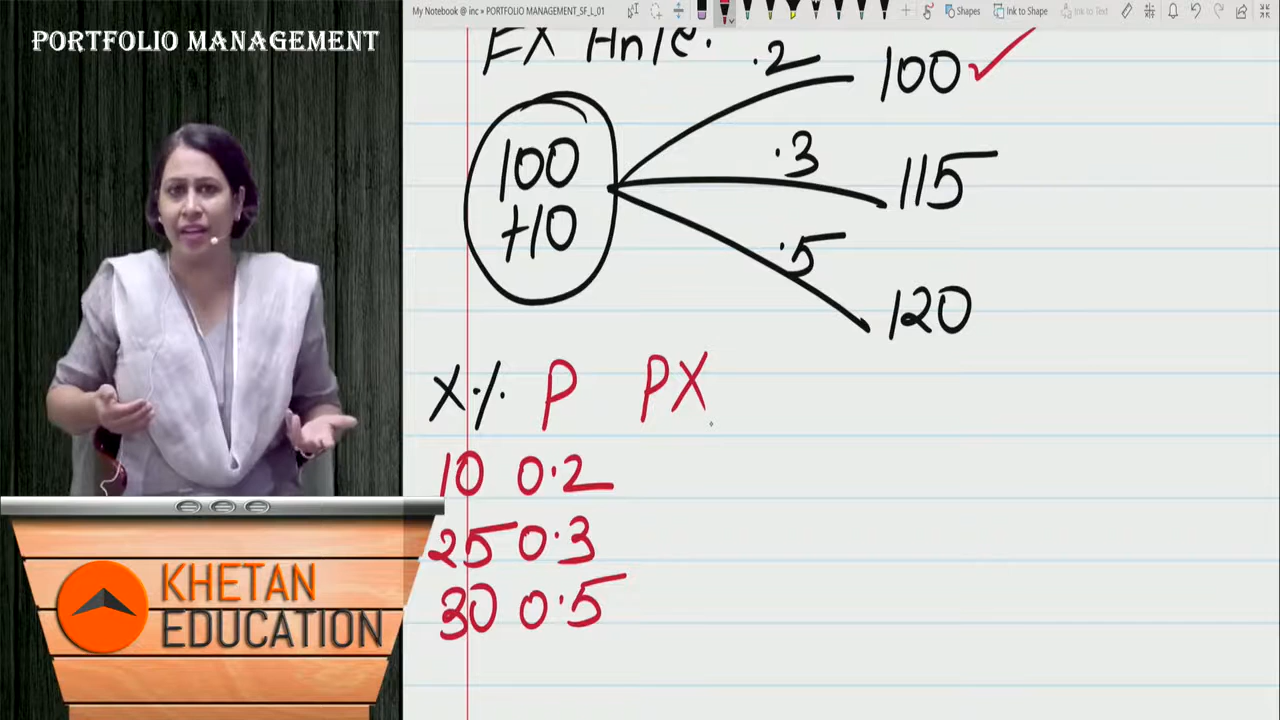 My Notebook @ inc » PORTFOLIO MANAGEMENT_SF_L_01
Shapes
Ink to Shape
Ink to Text
PORTFOLIO MANAGEMENT
.2 100
100 .3 115
+10
.5
120
X % P PX
10 0.2
25 0.3
30 0.5
KHETAN
EDUCATION